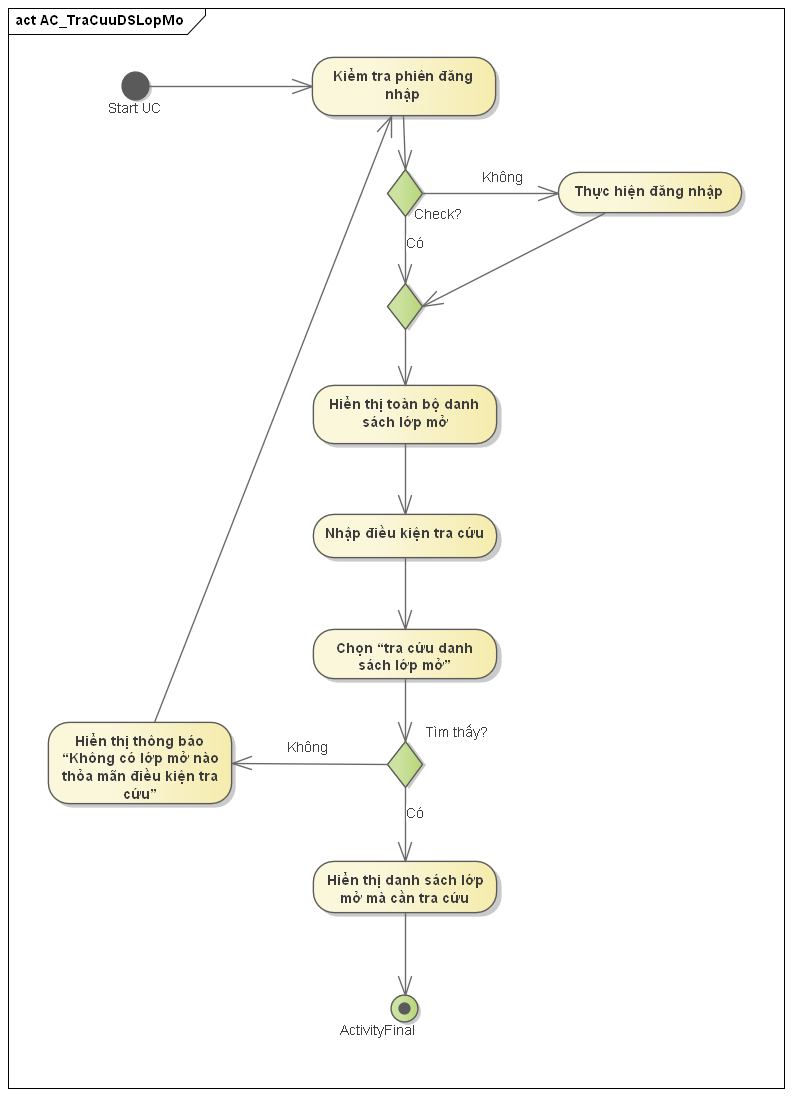 act AC_TraCuuDSLopMo
Kiểm tra phiên đăng
nhập
Start UC
Không
Thực hiện đăng nhập
Check?
Có
Hiển thị toàn bộ danh
sách lớp mở
Nhập điều kiện tra cứu
Chọn “tra cứu danh
sách lớp mở”
Tìm thấy?
Không
Hiển thị thông báo
“Không có lớp mở nào
thỏa mãn điều kiện tra
cứu”
Có
Hiển thị danh sách lớp
mở mà cần tra cứu
ActivityFinal